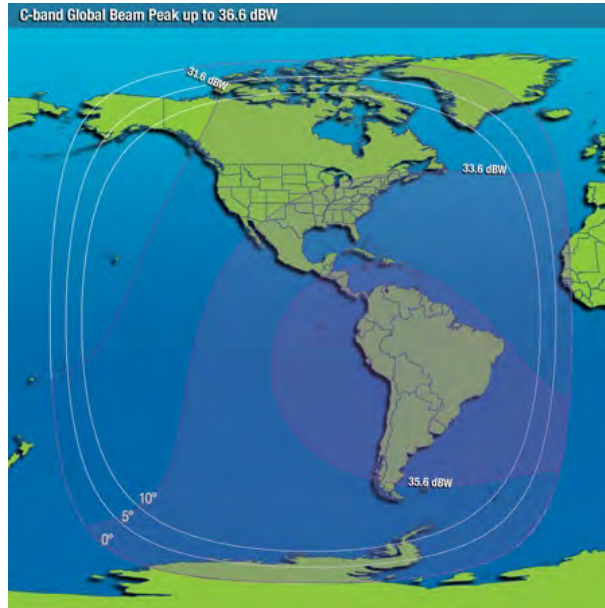 C-band Global Beam Peak up to 36.6 dBW
31.6 dBW
33.6 dBW
35.6 dBW
10°
5°
0°